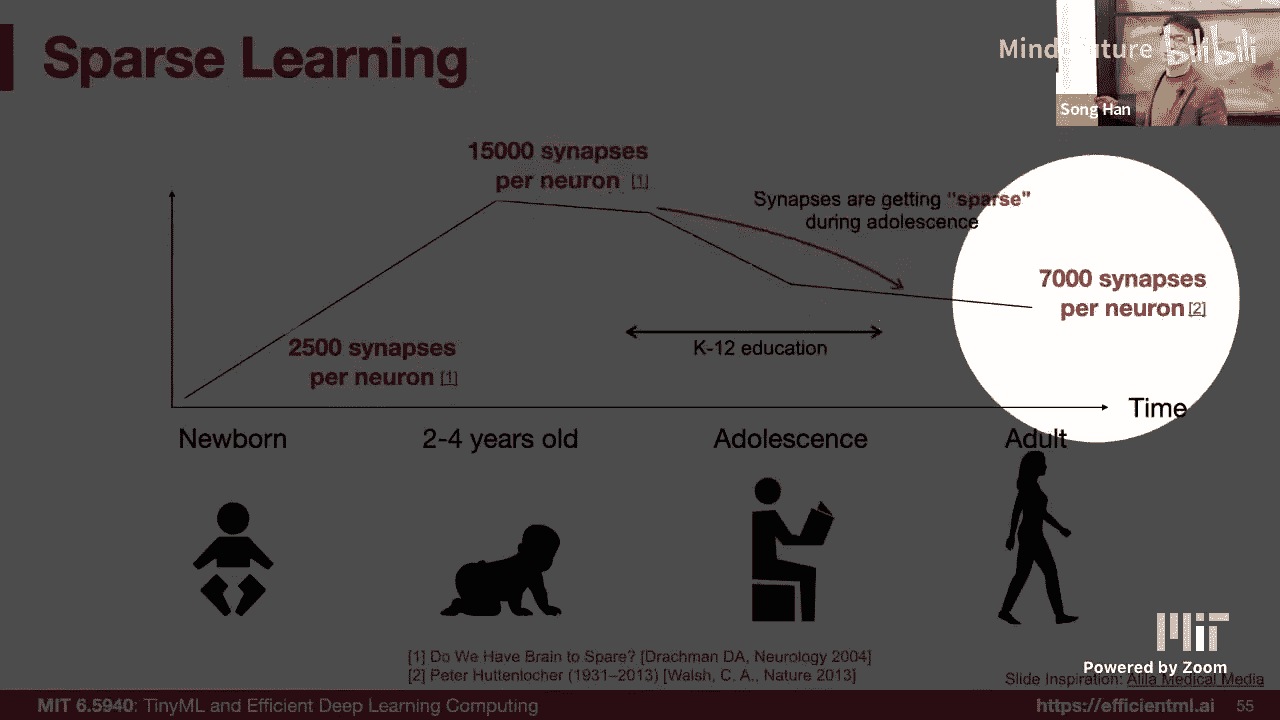 Sparse Learning
Song Han
15000 synapses
per neuron [1]
Synapses are getting "sparse"
during adolescence
7000 synapses
per neuron [2]
2500 synapses
per neuron [1]
K-12 education
Time
Newborn
2-4 years old
Adolescence
Adult
[1] Do We Have Brain to Spare? [Drachman DA, Neurology 2004]
[2] Peter Huttenlocher (1931–2013) [Walsh, C. A., Nature 2013]
MIT
Powered by Zoom
Slide Inspiration: Alila Medical Media
MIT 6.5940: TinyML and Efficient Deep Learning Computing
https://efficientml.ai
55
bilibili